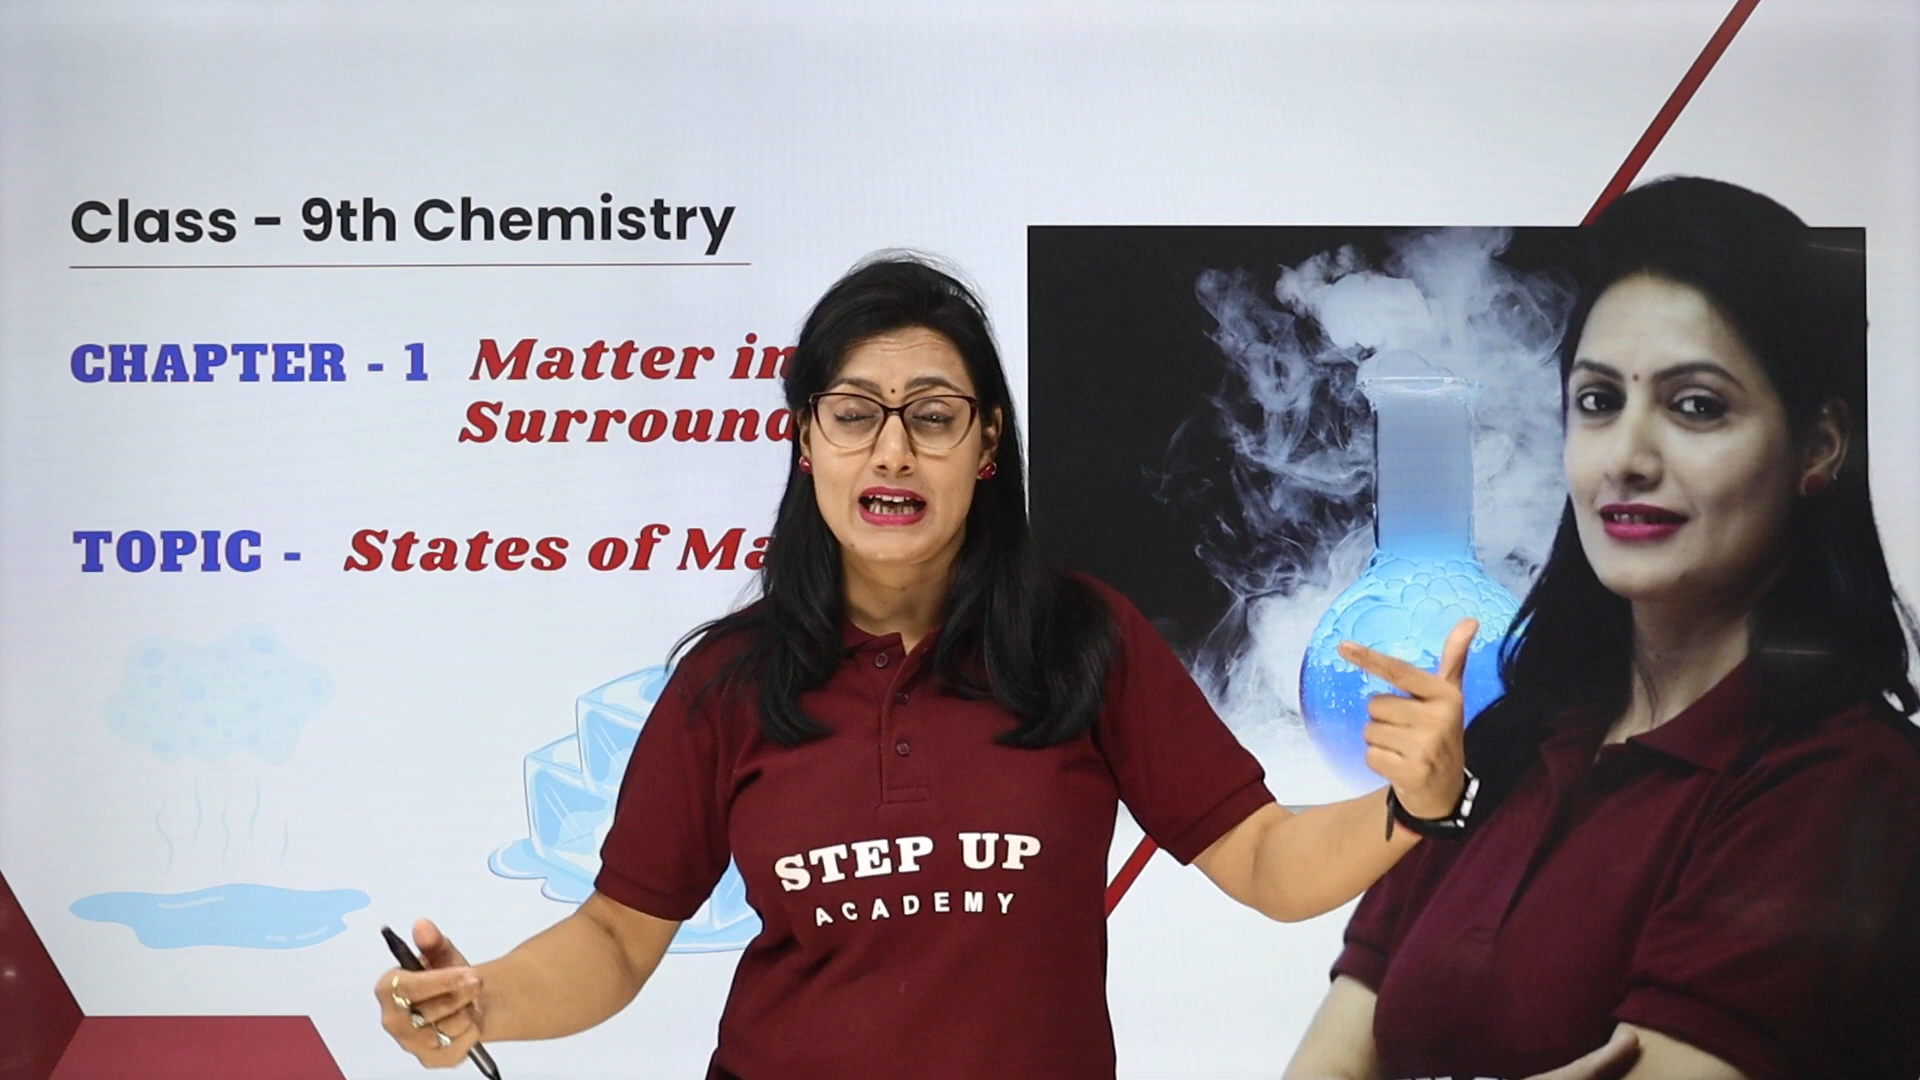 Class - 9th Chemistry
CHAPTER - 1 Matter in
Surround
TOPIC - States of Ma
STEP UP
ACADEMY